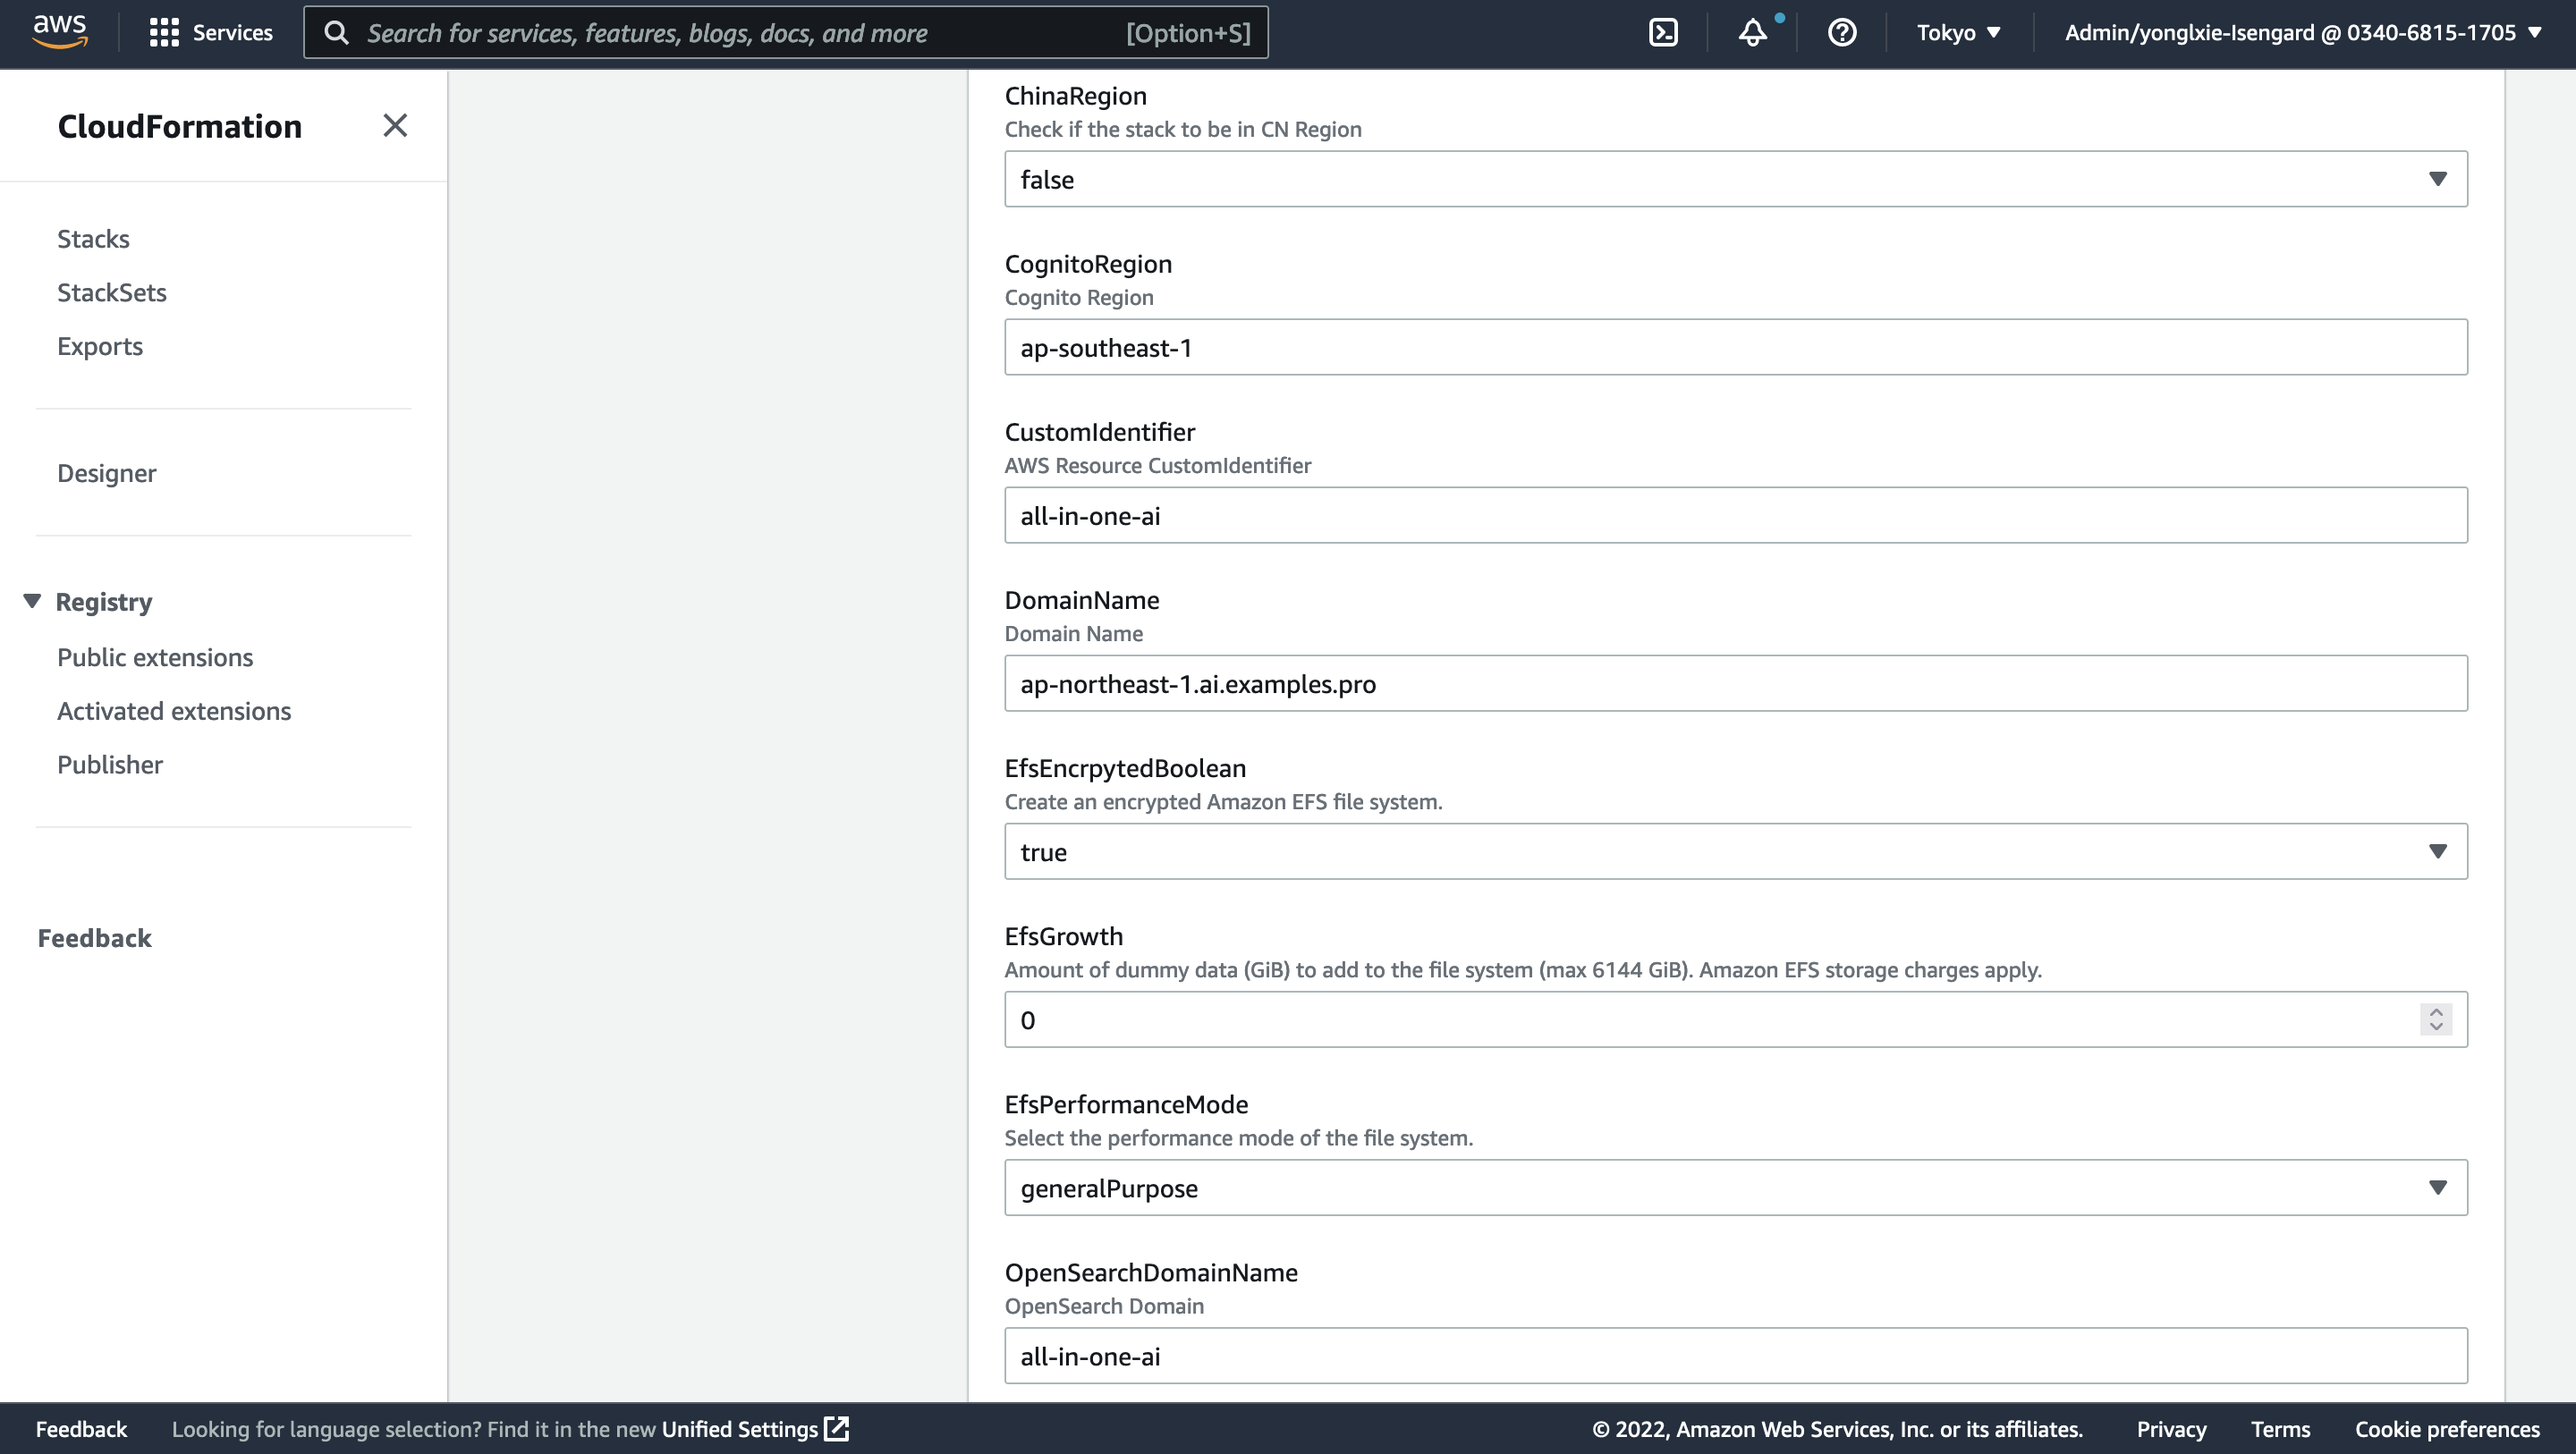 aws
Services
Search for services, features, blogs, docs, and more
[Option+S]
Tokyo
Admin/yonglxie-Isengard @ 0340-6815-1705
CloudFormation
Stacks
StackSets
Exports
Designer
Registry
Public extensions
Activated extensions
Publisher
Feedback
ChinaRegion
Check if the stack to be in CN Region
false
CognitoRegion
Cognito Region
ap-southeast-1
CustomIdentifier
AWS Resource CustomIdentifier
all-in-one-ai
DomainName
Domain Name
ap-northeast-1.ai.examples.pro
EfsEncrpytedBoolean
Create an encrypted Amazon EFS file system.
true
EfsGrowth
Amount of dummy data (GiB) to add to the file system (max 6144 GiB). Amazon EFS storage charges apply.
0
EfsPerformanceMode
Select the performance mode of the file system.
generalPurpose
OpenSearchDomainName
OpenSearch Domain
all-in-one-ai
Feedback
Looking for language selection? Find it in the new Unified Settings
© 2022, Amazon Web Services, Inc. or its affiliates.
Privacy
Terms
Cookie preferences